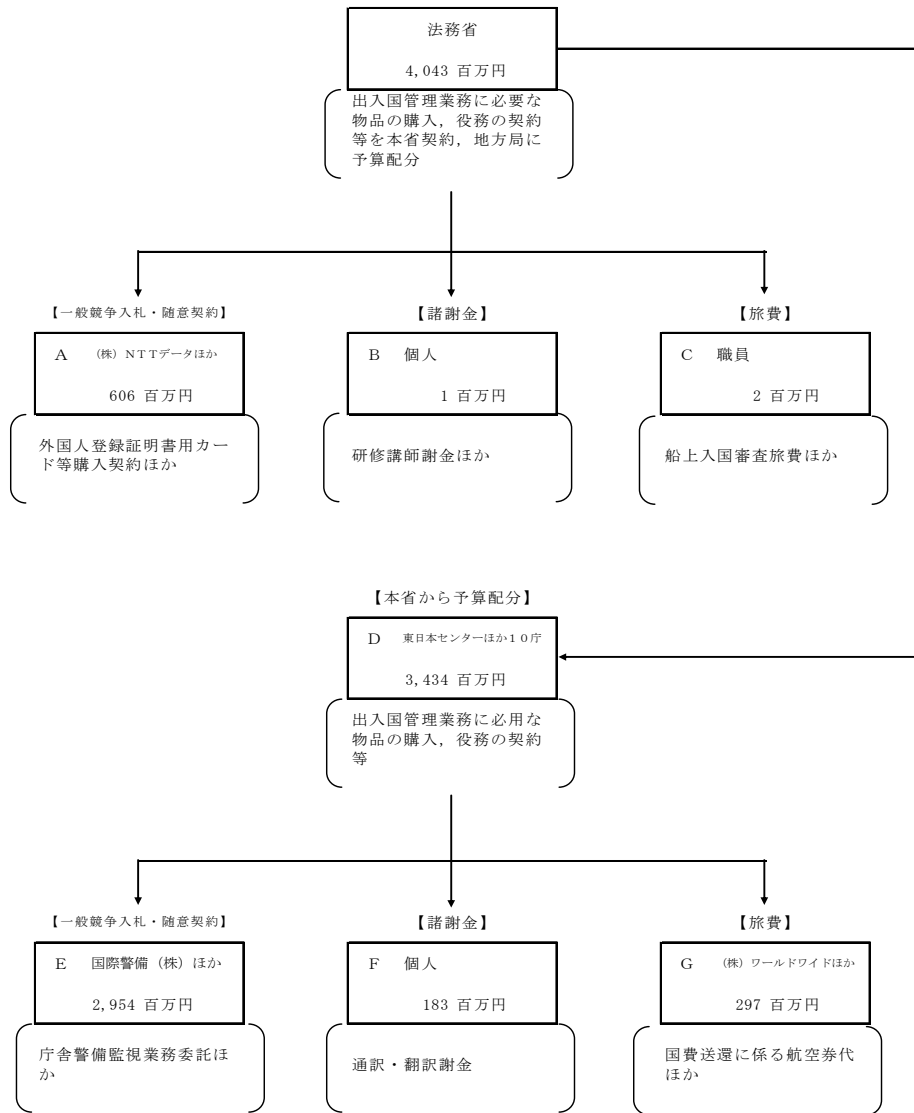 法務省
4,043 百万円
出入国管理業務に必要な
物品の購入，役務の契約
等を本省契約，地方局に
予算配分
【一般競争入札・随意契約】
【諸謝金】
【旅費】
A （株）ＮＴＴデータほか
606 百万円
B 個人
1 百万円
C 職員
2 百万円
外国人登録証明書用カー
ド等購入契約ほか
研修講師謝金ほか
船上入国審査旅費ほか
【本省から予算配分】
D 東日本センターほか１０庁
3,434 百万円
出入国管理業務に必用な
物品の購入，役務の契約
等
【一般競争入札・随意契約】
【諸謝金】
【旅費】
E 国際警備（株）ほか
2,954 百万円
F 個人
183 百万円
G （株）ワールドワイドほか
297 百万円
庁舎警備監視業務委託ほ
か
通訳・翻訳謝金
国費送還に係る航空券代
ほか